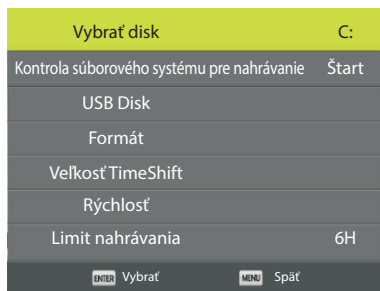 Vybrať disk C:
Kontrola súborového systému pre nahrávanie Štart
USB Disk
Formát
Veľkosť TimeShift
Rýchlosť
Limit nahrávania 6H
ENTER Vybrať MENU Späť